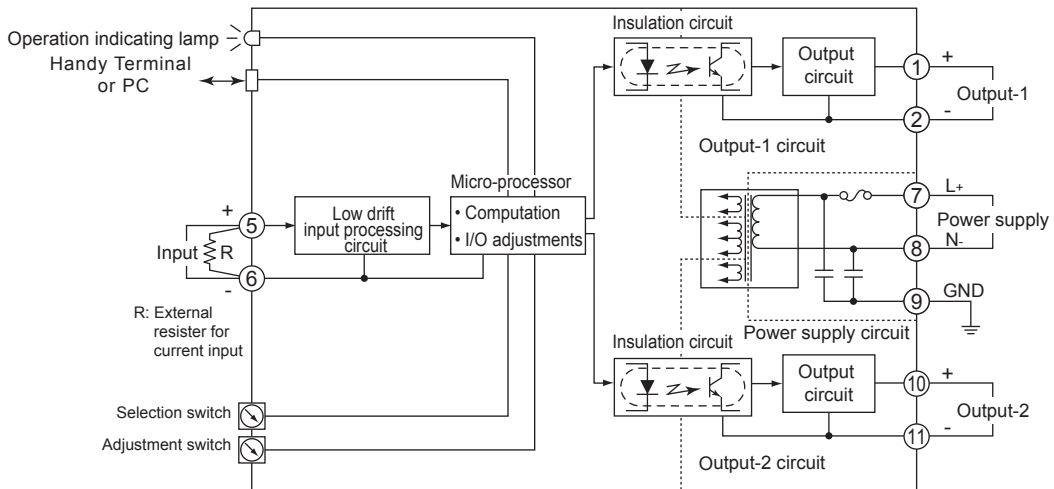 Operation indicating lamp
Handy Terminal
or PC
Insulation circuit
Output
circuit
1
+
Output-1
2
-
Output-1 circuit
Micro-processor
• Computation
• I/O adjustments
Low drift
input processing
circuit
+
5
Input
R
6
-
R: External
resister for
current input
7
L+
Power supply
8
N-
9
GND
Power supply circuit
Insulation circuit
Output
circuit
10
+
Output-2
11
-
Output-2 circuit
Selection switch
Adjustment switch